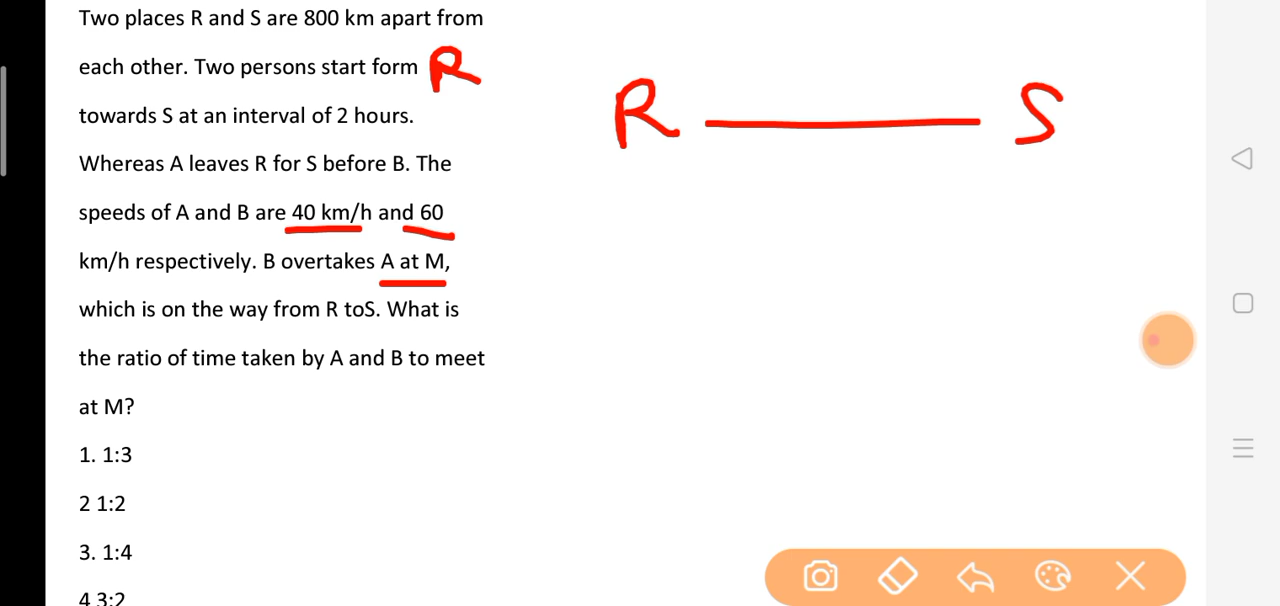 Two places R and S are 800 km apart from
each other. Two persons start form R
towards S at an interval of 2 hours.
Whereas A leaves R for S before B. The
speeds of A and B are 40 km/h and 60
km/h respectively. B overtakes A at M,
which is on the way from R toS. What is
the ratio of time taken by A and B to meet
at M?
1. 1:3
2 1:2
3. 1:4
4 3:2
R S